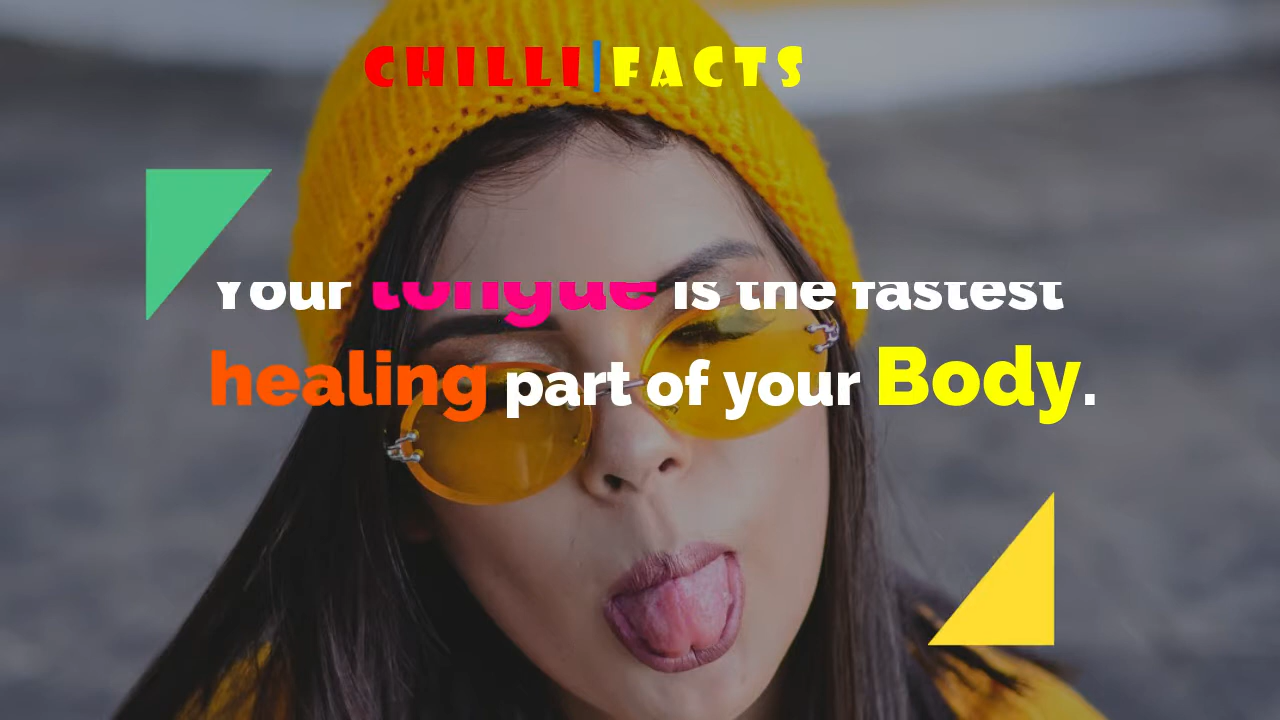 CHILLI|FACTS
Your tongue is the fastest
healing part of your Body.